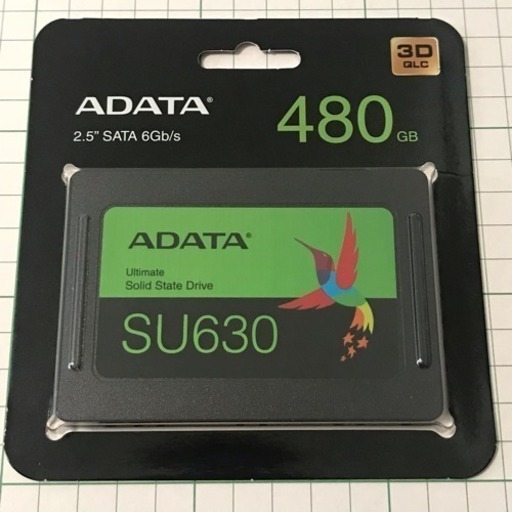 3D
QLC
ADATA®
480 GB
2.5" SATA 6Gb/s
ADATA®
Ultimate
Solid State Drive
SU630